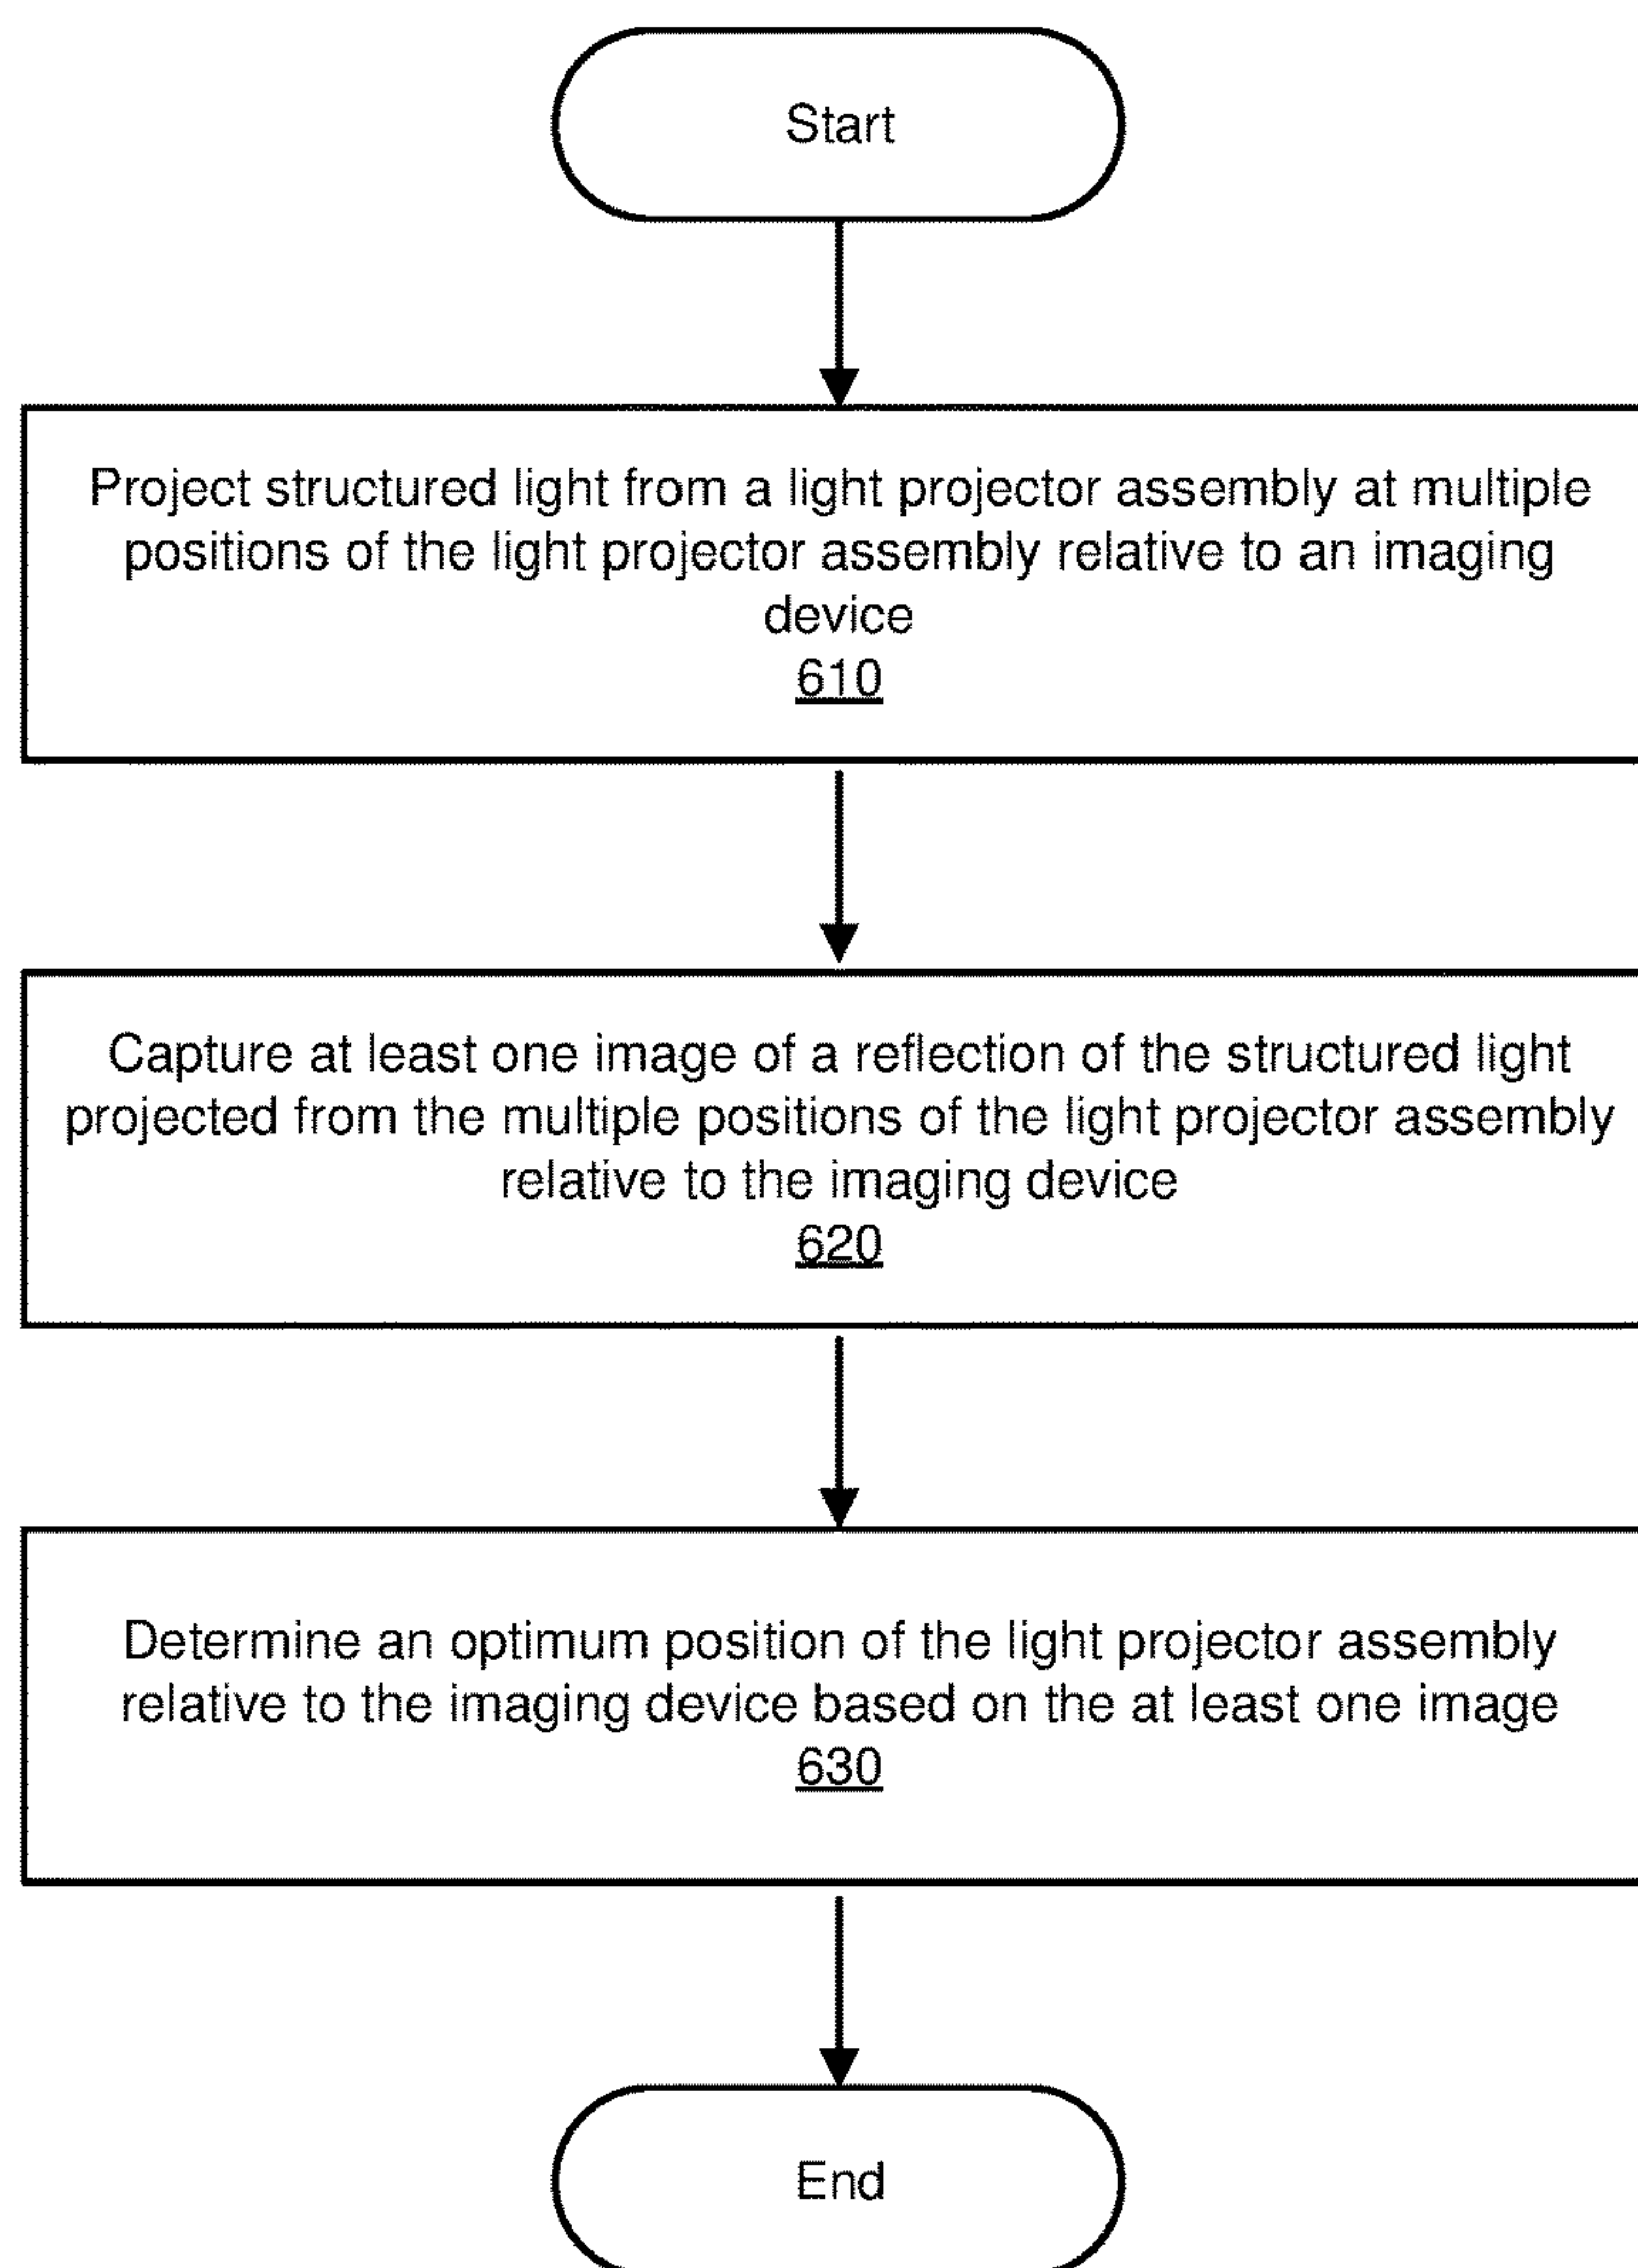 Start
Project structured light from a light projector assembly at multiple
positions of the light projector assembly relative to an imaging
device
610
Capture at least one image of a reflection of the structured light
projected from the multiple positions of the light projector assembly
relative to the imaging device
620
Determine an optimum position of the light projector assembly
relative to the imaging device based on the at least one image
630
End